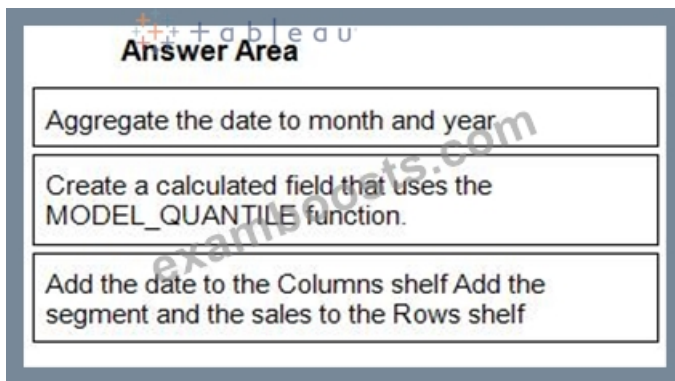 +ableau
Answer Area
Aggregate the date to month and year
Create a calculated field that uses the
MODEL_QUANTILE function.
Add the date to the Columns shelf Add the
segment and the sales to the Rows shelf
examboosts.com